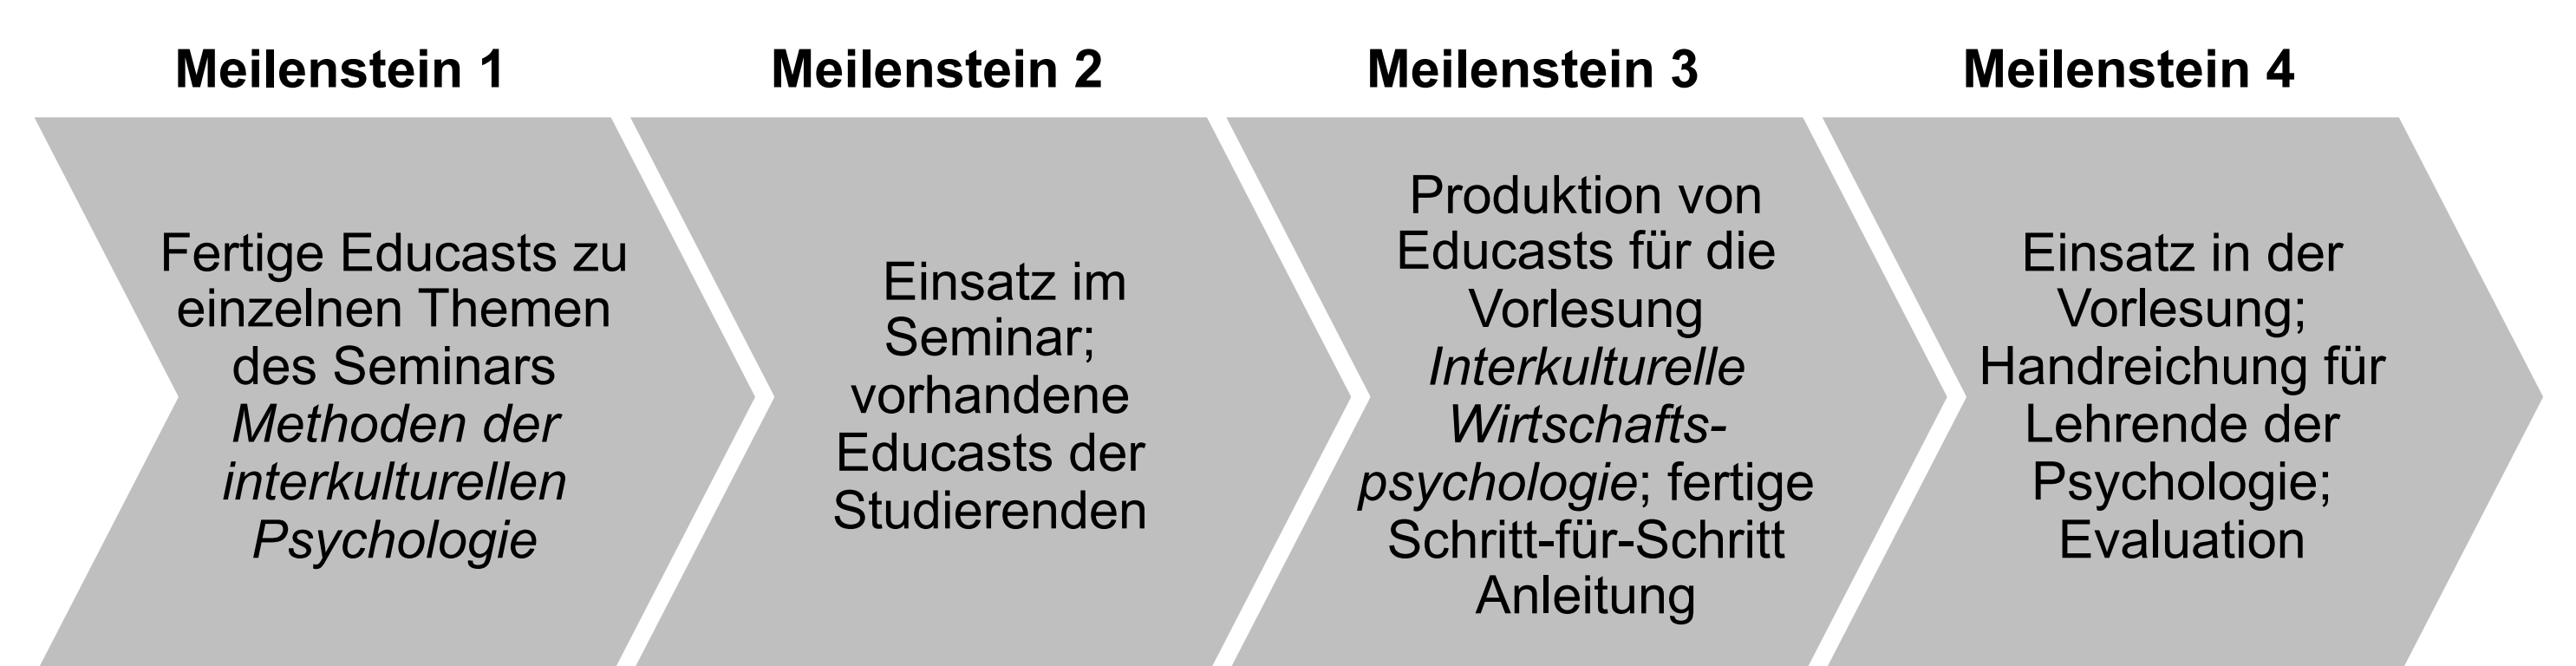 Meilenstein 1
Fertige Educasts zu
einzelnen Themen
des Seminars
Methoden der
interkulturellen
Psychologie
Meilenstein 2
Einsatz im
Seminar;
vorhandene
Educasts der
Studierenden
Meilenstein 3
Produktion von
Educasts für die
Vorlesung
Interkulturelle
Wirtschafts-
psychologie; fertige
Schritt-für-Schritt
Anleitung
Meilenstein 4
Einsatz in der
Vorlesung;
Handreichung für
Lehrende der
Psychologie;
Evaluation